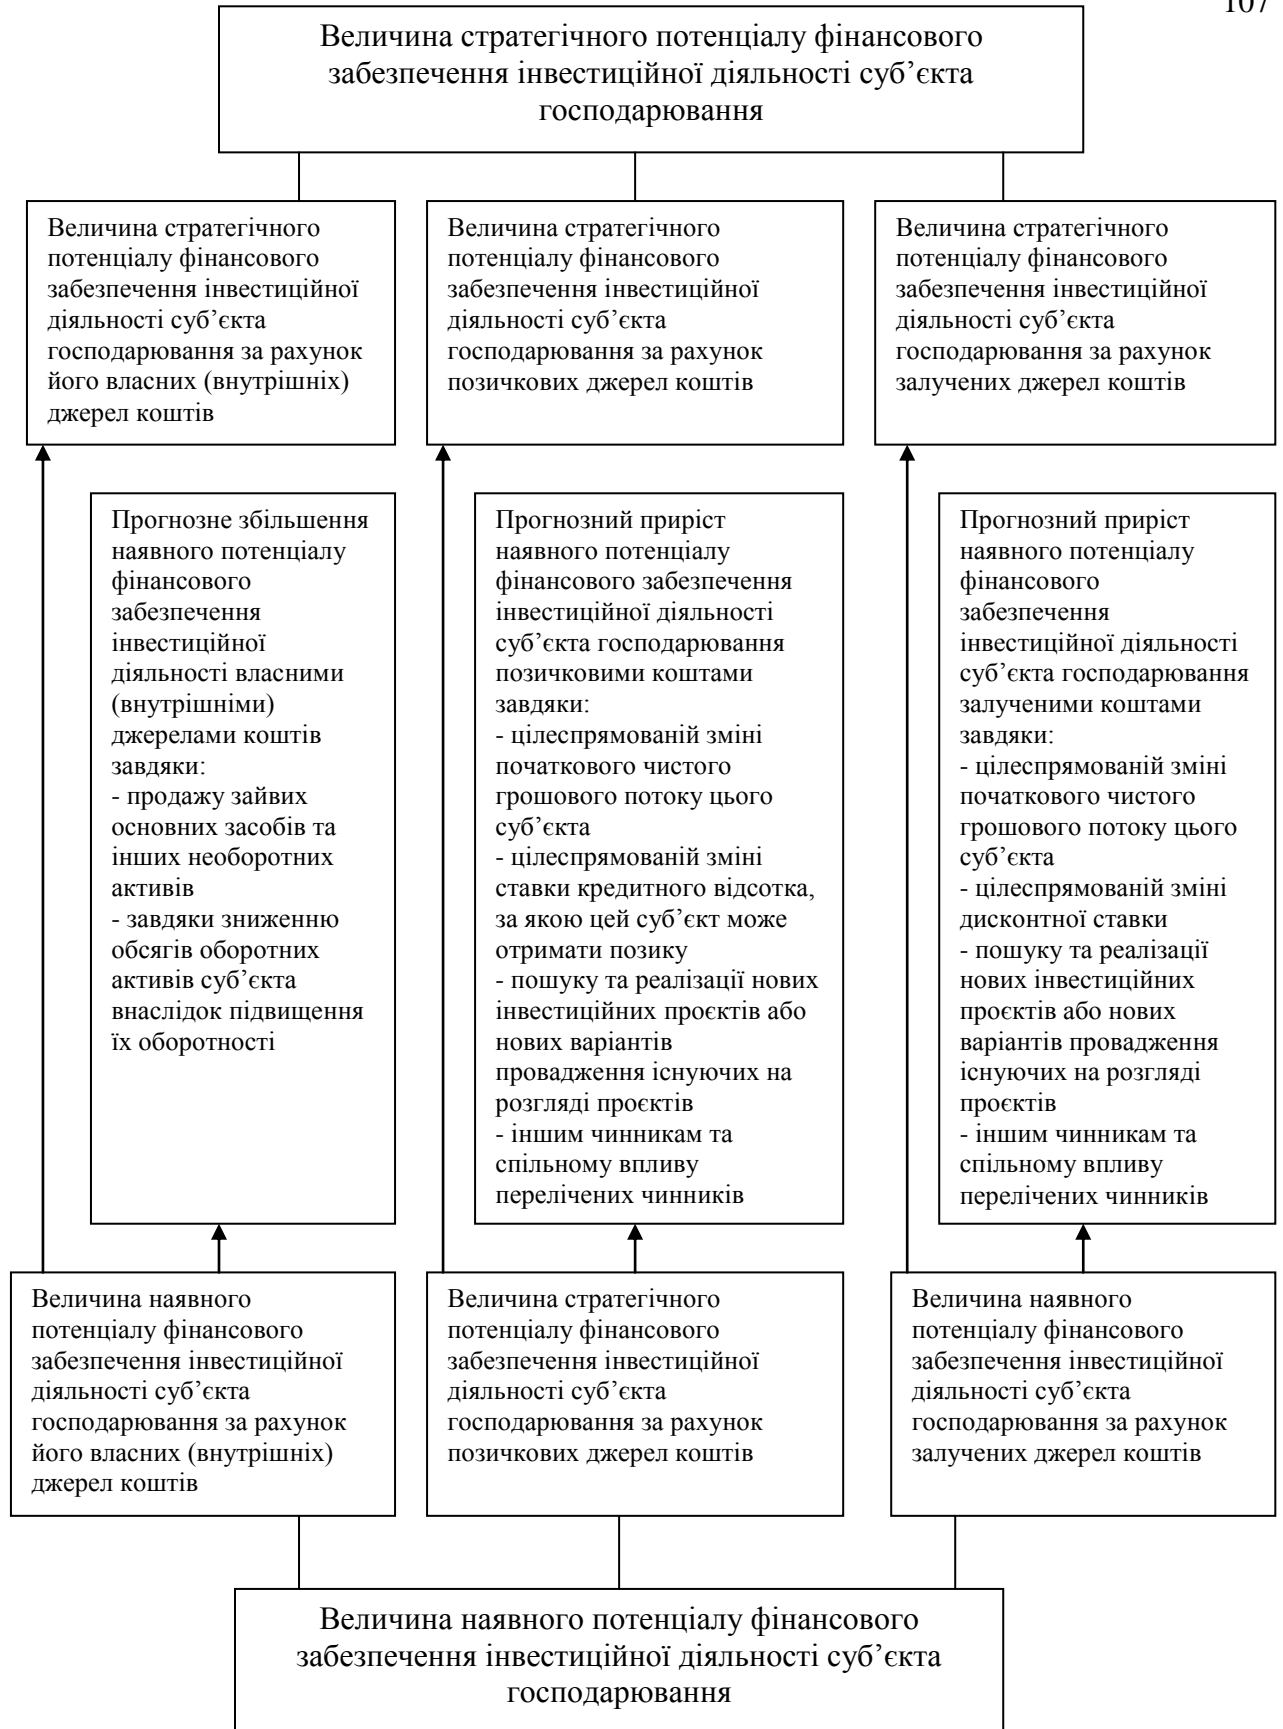 107
Величина стратегічного потенціалу фінансового
забезпечення інвестиційної діяльності суб’єкта
господарювання
Величина стратегічного
потенціалу фінансового
забезпечення інвестиційної
діяльності суб’єкта
господарювання за рахунок
його власних (внутрішніх)
джерел коштів
Величина стратегічного
потенціалу фінансового
забезпечення інвестиційної
діяльності суб’єкта
господарювання за рахунок
позичкових джерел коштів
Величина стратегічного
потенціалу фінансового
забезпечення інвестиційної
діяльності суб’єкта
господарювання за рахунок
залучених джерел коштів
Прогнозне збільшення
наявного потенціалу
фінансового
забезпечення
інвестиційної
діяльності власними
(внутрішніми)
джерелами коштів
завдяки:
- продажу зайвих
основних засобів та
інших необоротних
активів
- завдяки зниженню
обсягів оборотних
активів суб’єкта
внаслідок підвищення
їх оборотності
Прогнозний приріст
наявного потенціалу
фінансового забезпечення
інвестиційної діяльності
суб’єкта господарювання
позичковими коштами
завдяки:
- цілеспрямованій зміні
початкового чистого
грошового потоку цього
суб’єкта
- цілеспрямованій зміні
ставки кредитного відсотка,
за якою цей суб’єкт може
отримати позику
- пошуку та реалізації нових
інвестиційних проєктів або
нових варіантів
провадження існуючих на
розгляді проєктів
- іншим чинникам та
спільному впливу
перелічених чинників
Прогнозний приріст
наявного потенціалу
фінансового
забезпечення
інвестиційної діяльності
суб’єкта господарювання
залученими коштами
завдяки:
- цілеспрямованій зміні
початкового чистого
грошового потоку цього
суб’єкта
- цілеспрямованій зміні
дисконтної ставки
- пошуку та реалізації
нових інвестиційних
проєктів або нових
варіантів провадження
існуючих на розгляді
проєктів
- іншим чинникам та
спільному впливу
перелічених чинників
Величина наявного
потенціалу фінансового
забезпечення інвестиційної
діяльності суб’єкта
господарювання за рахунок
його власних (внутрішніх)
джерел коштів
Величина стратегічного
потенціалу фінансового
забезпечення інвестиційної
діяльності суб’єкта
господарювання за рахунок
позичкових джерел коштів
Величина наявного
потенціалу фінансового
забезпечення інвестиційної
діяльності суб’єкта
господарювання за рахунок
залучених джерел коштів
Величина наявного потенціалу фінансового
забезпечення інвестиційної діяльності суб’єкта
господарювання